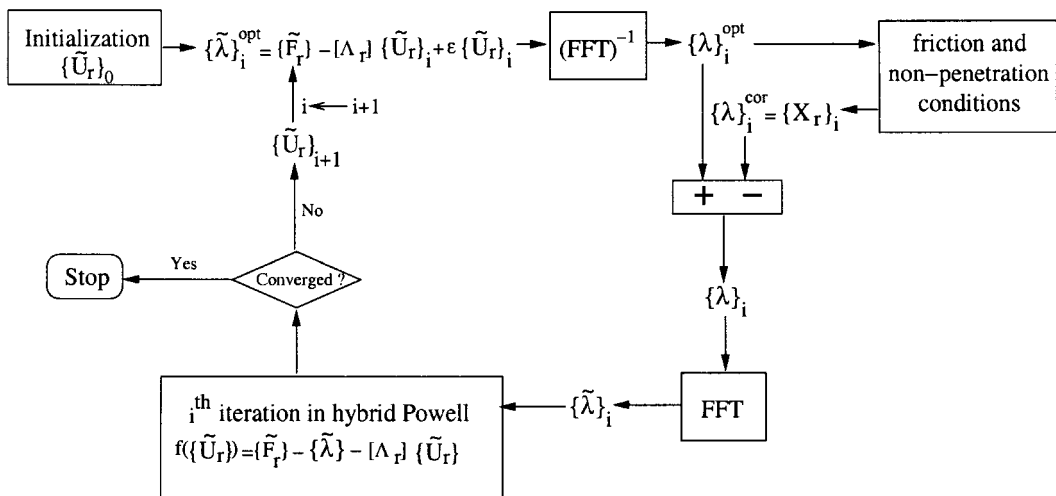 Initialization
{Ũr}0
{λ̃}i^opt = {F̃r} − [Λr] {Ũr}i + ε {Ũr}i
(FFT)^−1
{λ}i^opt
friction and
non−penetration
conditions
{λ}i^cor = {Xr}i
i ← i+1
{Ũr}i+1
+ −
No
Yes
Stop
Converged ?
{λ}i
FFT
{λ̃}i
i^th iteration in hybrid Powell
f({Ũr}) = {F̃r} − {λ̃} − [Λr] {Ũr}